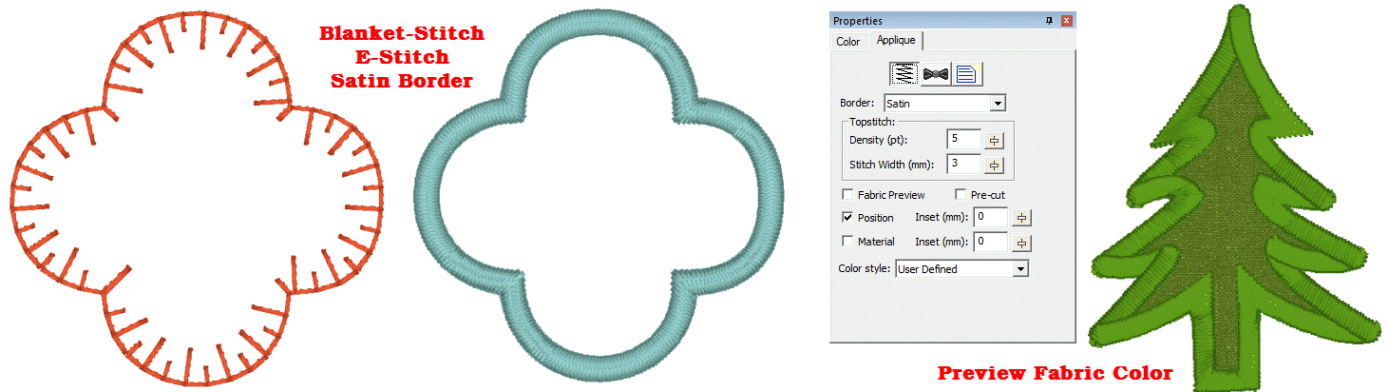 Blanket-Stitch
E-Stitch
Satin Border
Properties
Color Applique
Border: Satin
Topstitch:
Density (pt): 5
Stitch Width (mm): 3
Fabric Preview Pre-cut
Position Inset (mm): 0
Material Inset (mm): 0
Color style: User Defined
Preview Fabric Color